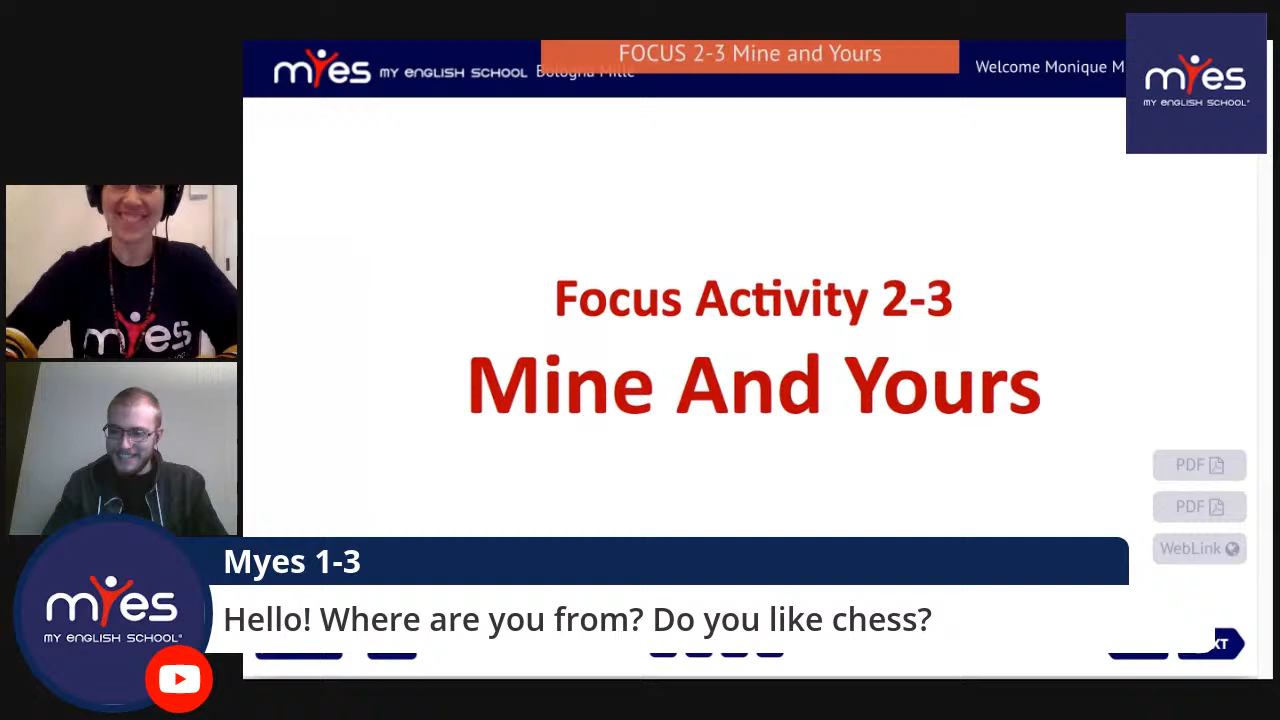 myes MY ENGLISH SCHOOL
FOCUS 2-3 Mine and Yours
Welcome Monique M
myes
MY ENGLISH SCHOOL
myes
Focus Activity 2-3
Mine And Yours
PDF
PDF
WebLink
Myes 1-3
Hello! Where are you from? Do you like chess?
myes
MY ENGLISH SCHOOL